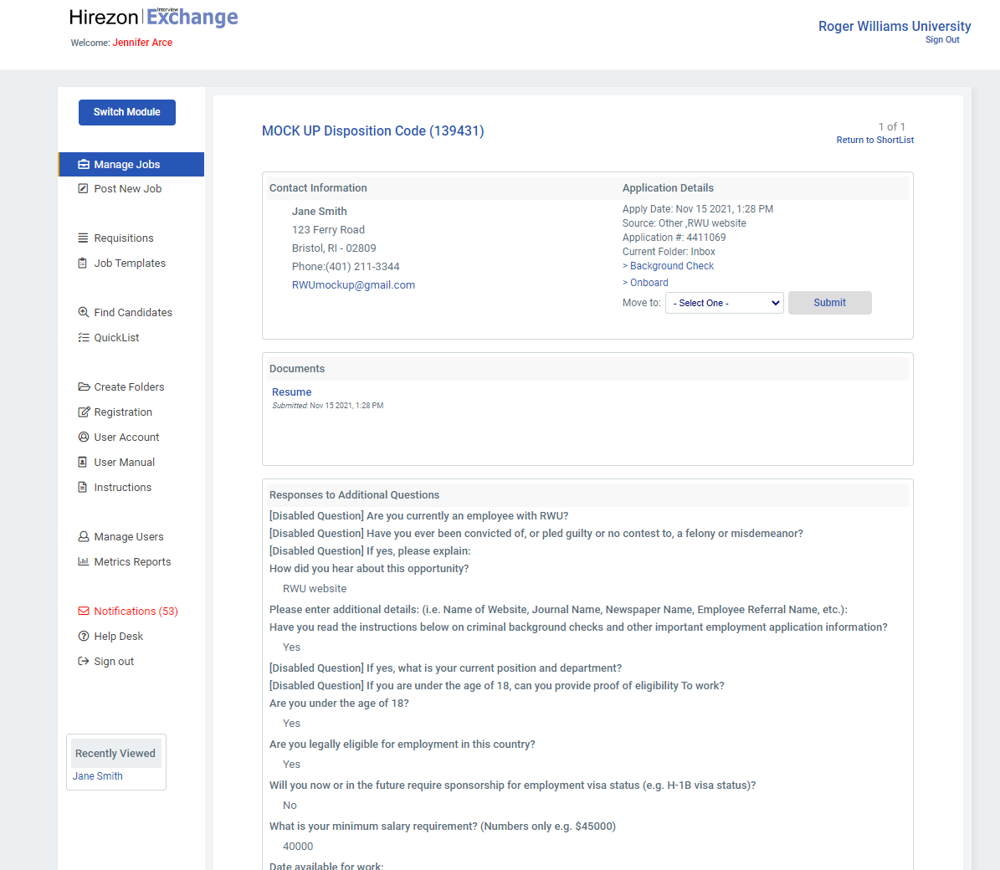 Hirezon Interview Exchange
Welcome: Jennifer Arce
Roger Williams University
Sign Out
Switch Module
Manage Jobs
Post New Job
Requisitions
Job Templates
Find Candidates
QuickList
Create Folders
Registration
User Account
User Manual
Instructions
Manage Users
Metrics Reports
Notifications (53)
Help Desk
Sign out
Recently Viewed
Jane Smith
MOCK UP Disposition Code (139431)
1 of 1
Return to ShortList
Contact Information
Jane Smith
123 Ferry Road
Bristol, RI - 02809
Phone:(401) 211-3344
RWUmockup@gmail.com
Application Details
Apply Date: Nov 15 2021, 1:28 PM
Source: Other ,RWU website
Application #: 4411069
Current Folder: Inbox
> Background Check
> Onboard
Move to: - Select One - Submit
Documents
Resume
Submitted: Nov 15 2021, 1:28 PM
Responses to Additional Questions
[Disabled Question] Are you currently an employee with RWU?
[Disabled Question] Have you ever been convicted of, or pled guilty or no contest to, a felony or misdemeanor?
[Disabled Question] If yes, please explain:
How did you hear about this opportunity?
RWU website
Please enter additional details: (i.e. Name of Website, Journal Name, Newspaper Name, Employee Referral Name, etc.):
Have you read the instructions below on criminal background checks and other important employment application information?
Yes
[Disabled Question] If yes, what is your current position and department?
[Disabled Question] If you are under the age of 18, can you provide proof of eligibility To work?
Are you under the age of 18?
Yes
Are you legally eligible for employment in this country?
Yes
Will you now or in the future require sponsorship for employment visa status (e.g. H-1B visa status)?
No
What is your minimum salary requirement? (Numbers only e.g. $45000)
40000
Date available for work: